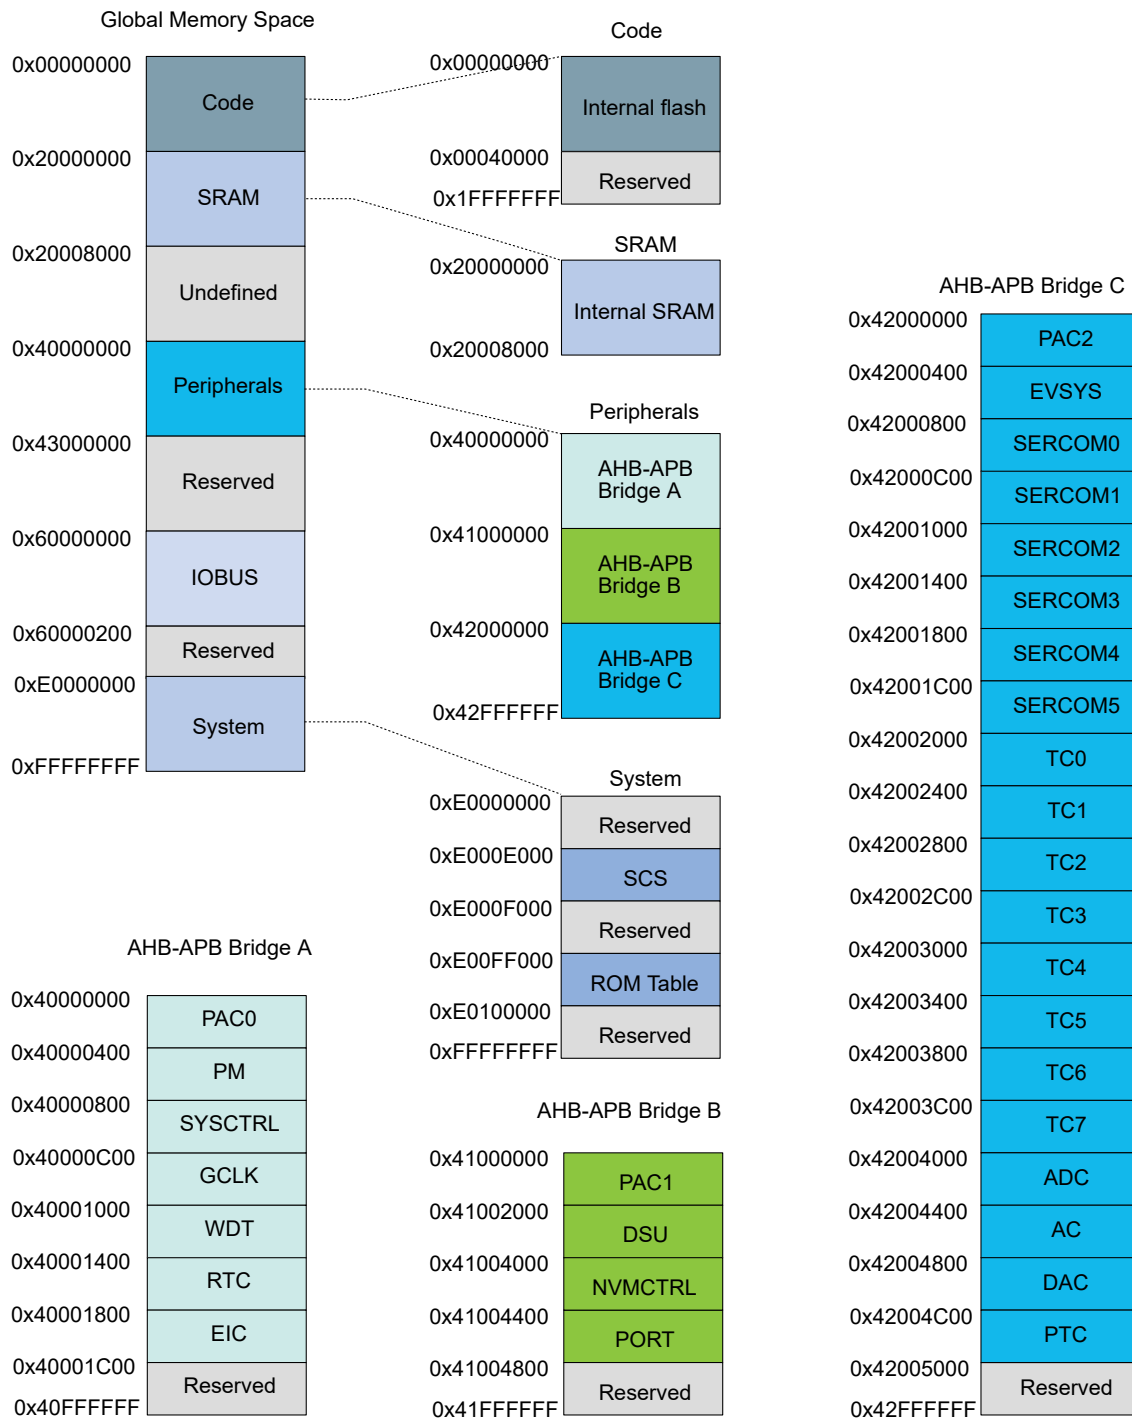 Global Memory Space
0x00000000
Code
0x20000000
SRAM
0x20008000
Undefined
0x40000000
Peripherals
0x43000000
Reserved
0x60000000
IOBUS
0x60000200
Reserved
0xE0000000
System
0xFFFFFFFF
Code
0x00000000
Internal flash
0x00040000
Reserved
0x1FFFFFFF
SRAM
0x20000000
Internal SRAM
0x20008000
Peripherals
0x40000000
AHB-APB
Bridge A
0x41000000
AHB-APB
Bridge B
0x42000000
AHB-APB
Bridge C
0x42FFFFFF
System
0xE0000000
Reserved
0xE000E000
SCS
0xE000F000
Reserved
0xE00FF000
ROM Table
0xE0100000
Reserved
0xFFFFFFFF
AHB-APB Bridge A
0x40000000
PAC0
0x40000400
PM
0x40000800
SYSCTRL
0x40000C00
GCLK
0x40001000
WDT
0x40001400
RTC
0x40001800
EIC
0x40001C00
Reserved
0x40FFFFFF
AHB-APB Bridge B
0x41000000
PAC1
0x41002000
DSU
0x41004000
NVMCTRL
0x41004400
PORT
0x41004800
Reserved
0x41FFFFFF
AHB-APB Bridge C
0x42000000
PAC2
0x42000400
EVSYS
0x42000800
SERCOM0
0x42000C00
SERCOM1
0x42001000
SERCOM2
0x42001400
SERCOM3
0x42001800
SERCOM4
0x42001C00
SERCOM5
0x42002000
TC0
0x42002400
TC1
0x42002800
TC2
0x42002C00
TC3
0x42003000
TC4
0x42003400
TC5
0x42003800
TC6
0x42003C00
TC7
0x42004000
ADC
0x42004400
AC
0x42004800
DAC
0x42004C00
PTC
0x42005000
Reserved
0x42FFFFFF